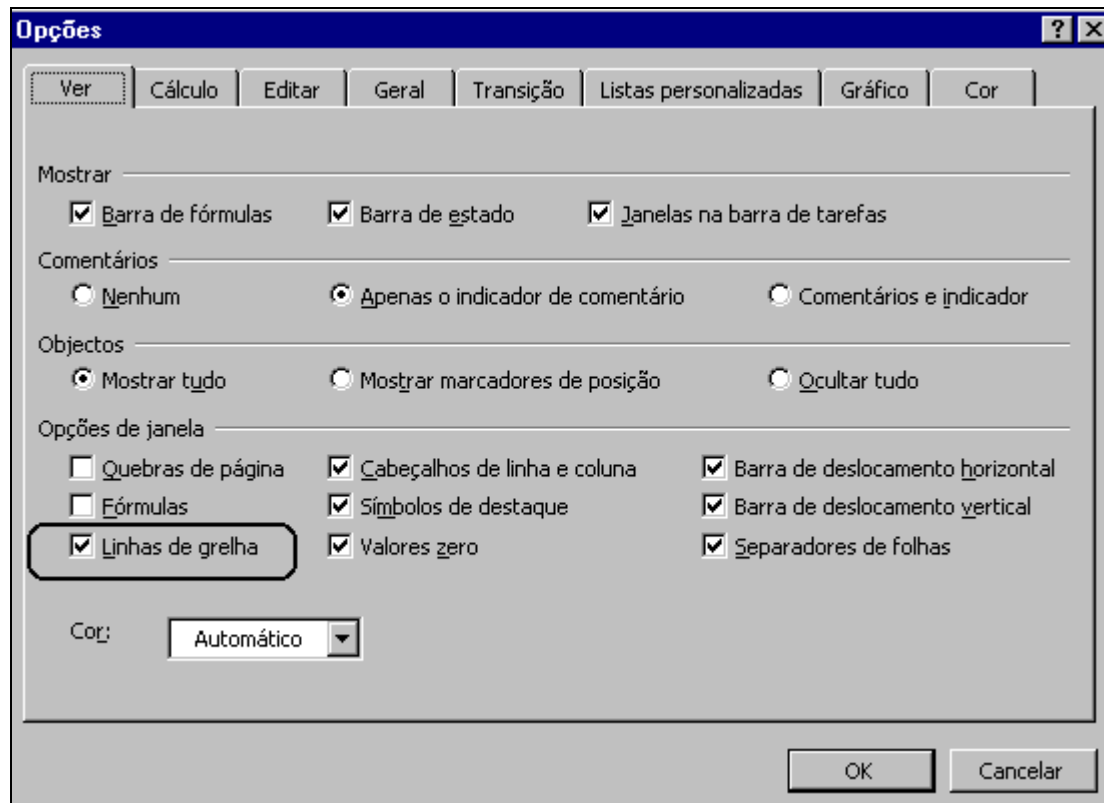 Opções
Ver Cálculo Editar Geral Transição Listas personalizadas Gráfico Cor
Mostrar
Barra de fórmulas Barra de estado Janelas na barra de tarefas
Comentários
Nenhum Apenas o indicador de comentário Comentários e indicador
Objectos
Mostrar tudo Mostrar marcadores de posição Ocultar tudo
Opções de janela
Quebras de página Cabeçalhos de linha e coluna Barra de deslocamento horizontal
Fórmulas Símbolos de destaque Barra de deslocamento vertical
Linhas de grelha Valores zero Separadores de folhas
Cor: Automático
OK Cancelar